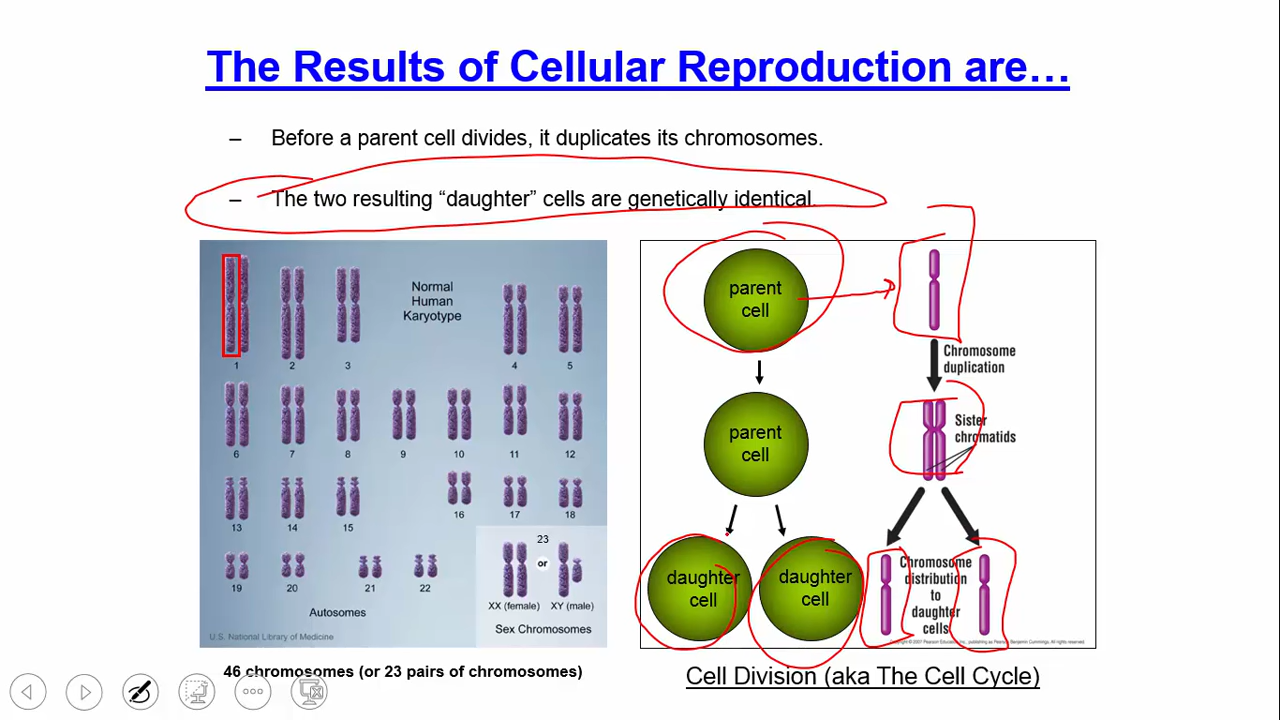 The Results of Cellular Reproduction are…
– Before a parent cell divides, it duplicates its chromosomes.
– The two resulting “daughter” cells are genetically identical.
Normal
Human
Karyotype
1 2 3 4 5
6 7 8 9 10 11 12
13 14 15 16 17 18
19 20 21 22
23
or
XX (female) XY (male)
Autosomes
Sex Chromosomes
U.S. National Library of Medicine
46 chromosomes (or 23 pairs of chromosomes)
parent
cell
Chromosome
duplication
parent
cell
Sister
chromatids
daughter
cell
daughter
cell
Chromosome
distribution
to
daughter
cells
Cell Division (aka The Cell Cycle)